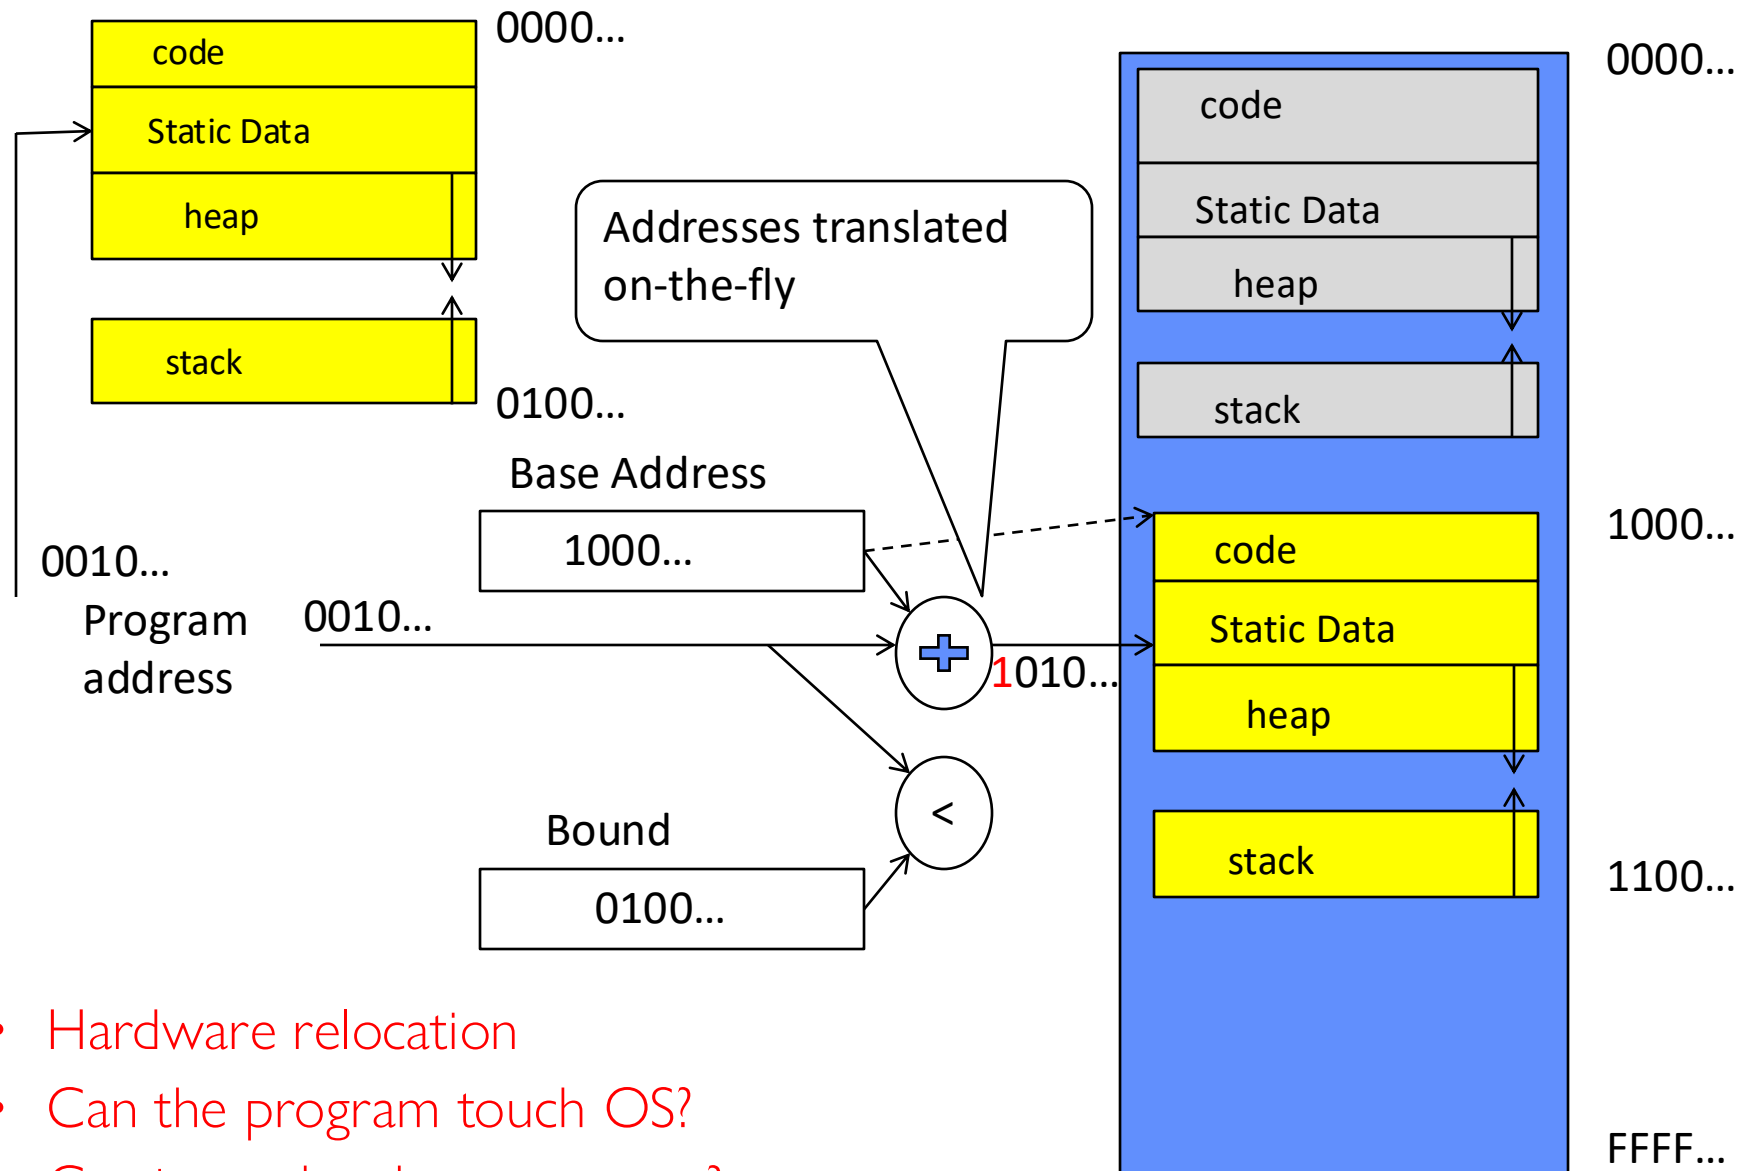 code
0000...
Static Data
heap
stack
0100...
Addresses translated
on-the-fly
0000...
code
Static Data
heap
stack
Base Address
1000...
0010...
Program
address
0010...
+
1010...
Bound
0100...
<
1000...
code
Static Data
heap
stack
1100...
FFFF...
• Hardware relocation
• Can the program touch OS?